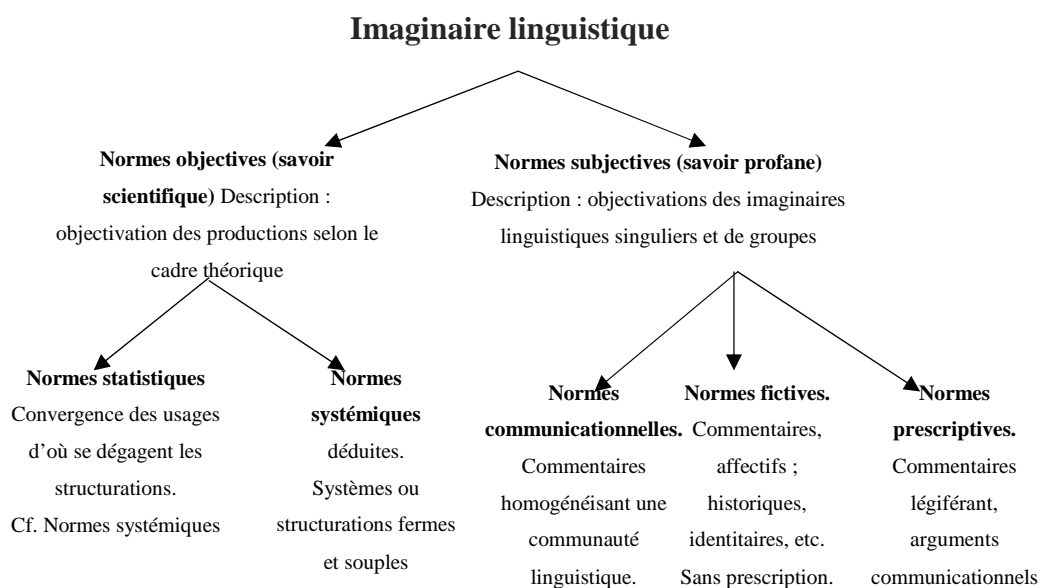 Imaginaire linguistique
Normes objectives (savoir
scientifique) Description :
objectivation des productions selon le
cadre théorique
Normes subjectives (savoir profane)
Description : objectivations des imaginaires
linguistiques singuliers et de groupes
Normes statistiques
Convergence des usages
d’où se dégagent les
structurations.
Cf. Normes systémiques
Normes
systémiques
déduites.
Systèmes ou
structurations fermes
et souples
Normes
communicationnelles.
Commentaires
homogénéisant une
communauté
linguistique.
Normes fictives.
Commentaires,
affectifs ;
historiques,
identitaires, etc.
Sans prescription.
Normes
prescriptives.
Commentaires
légiférant,
arguments
communicationnels